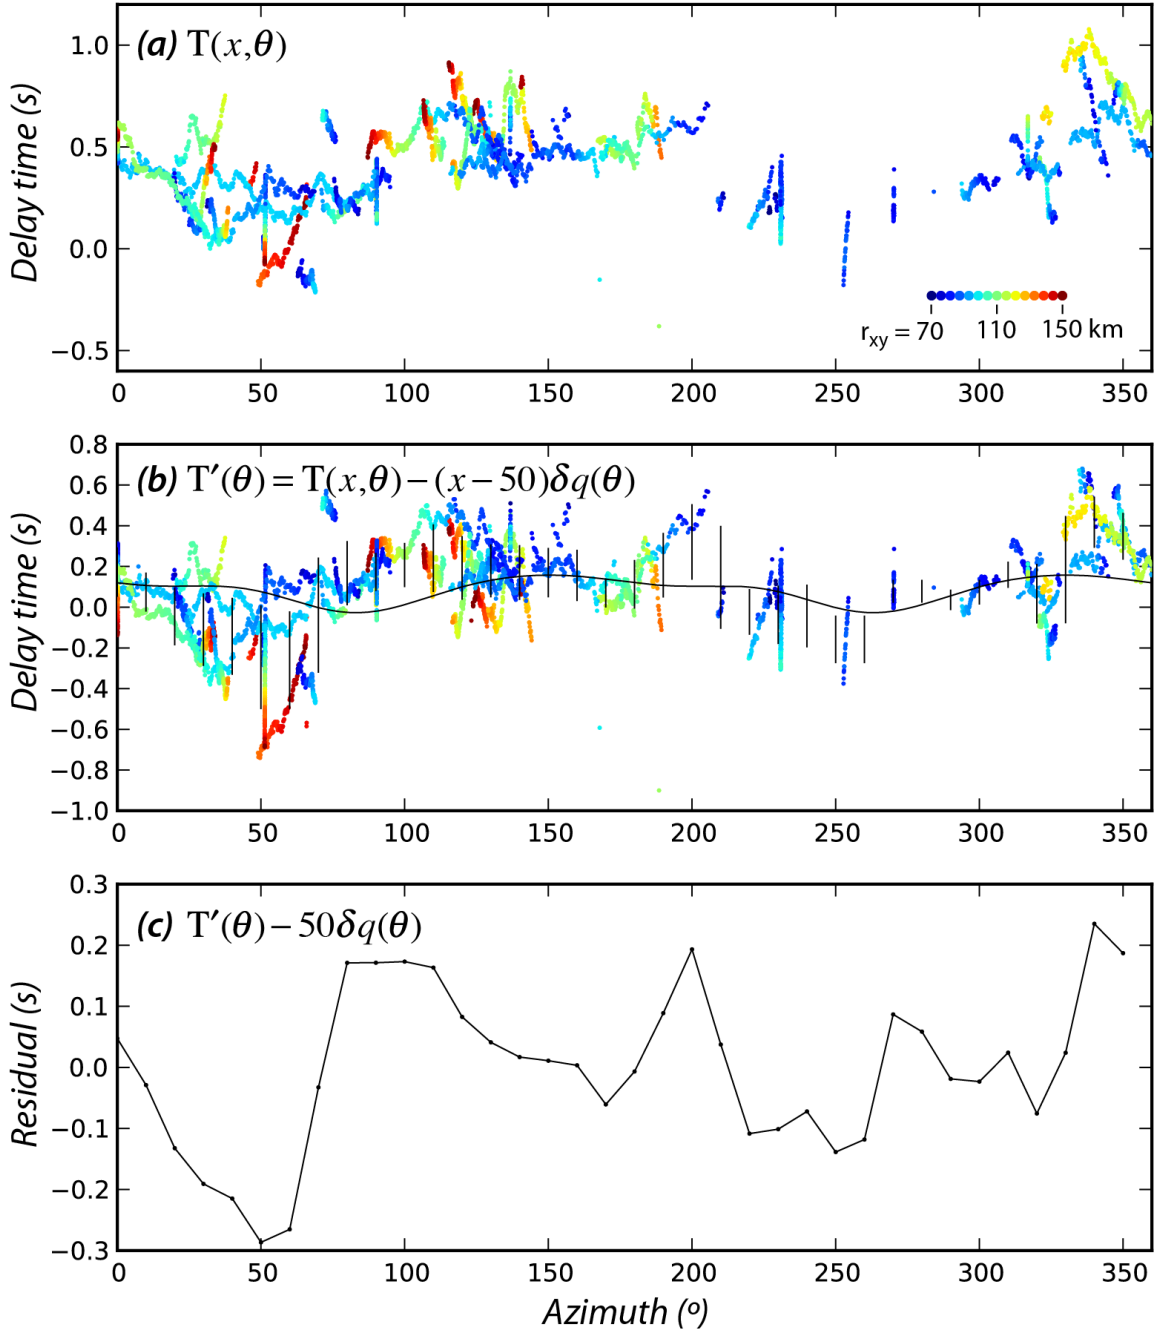 (a) T(x,θ)
Delay time (s)
1.0
0.5
0.0
−0.5
r_xy = 70 110 150 km
0 50 100 150 200 250 300 350
(b) T′(θ) = T(x,θ) − (x − 50)δq(θ)
Delay time (s)
0.8
0.6
0.4
0.2
0.0
−0.2
−0.4
−0.6
−0.8
−1.0
0 50 100 150 200 250 300 350
(c) T′(θ) − 50δq(θ)
Residual (s)
0.3
0.2
0.1
0.0
−0.1
−0.2
−0.3
0 50 100 150 200 250 300 350
Azimuth (º)